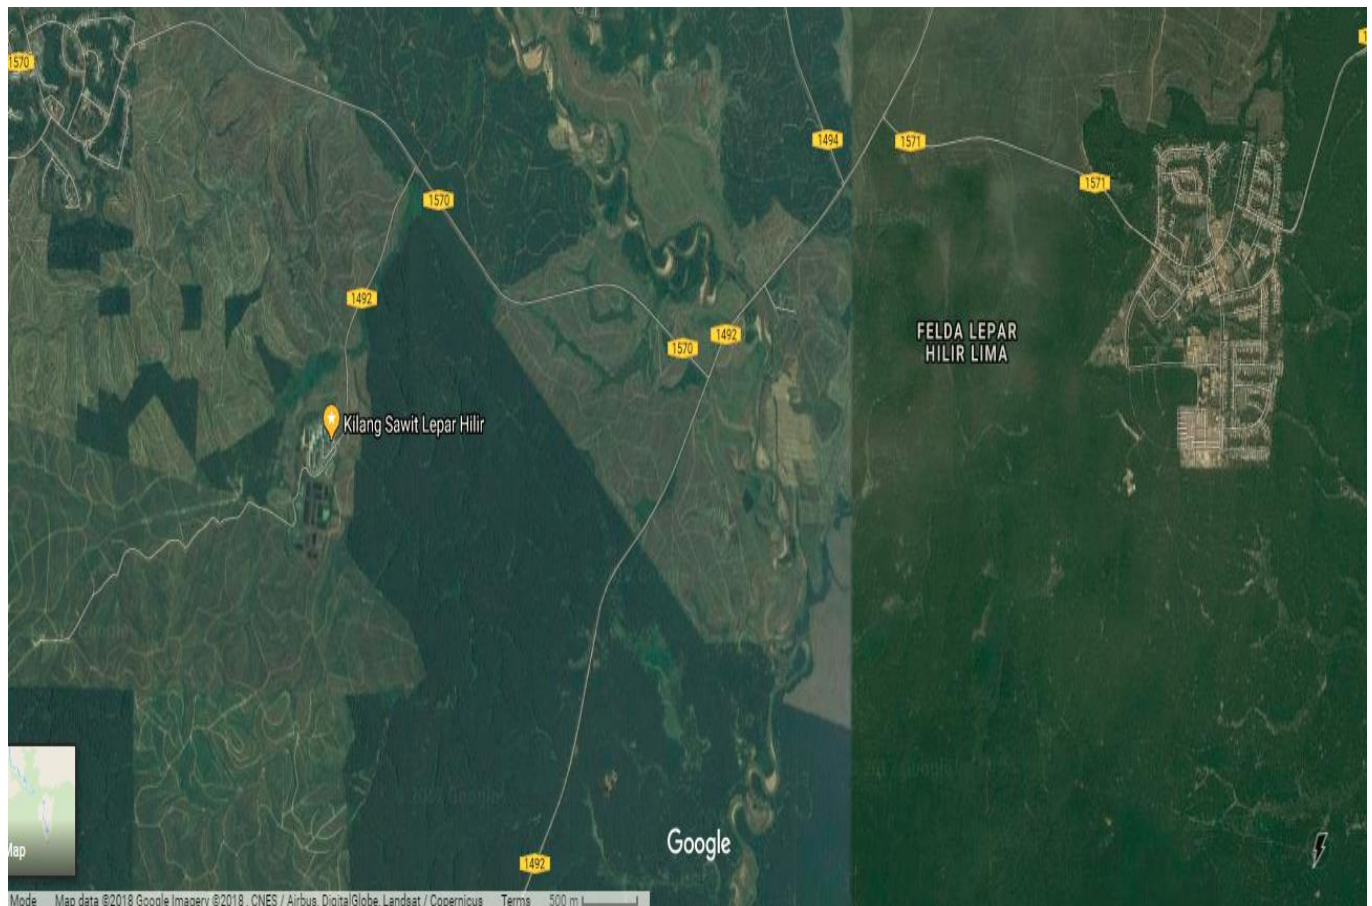 1570
1494
1571
1571
1570
1492
1570
1492
FELDA LEPAR
HILIR LIMA
Kilang Sawit Lepar Hilir
Map
Google
1492
Mode Map data ©2018 Google Imagery ©2018 , CNES / Airbus, DigitalGlobe, Landsat / Copernicus Terms 500 m